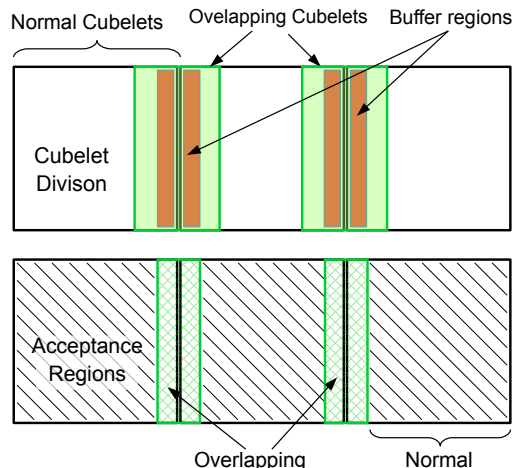 Normal Cubelets
Ovelapping Cubelets
Buffer regions
Cubelet
Divison
Acceptance
Regions
Overlapping
Normal